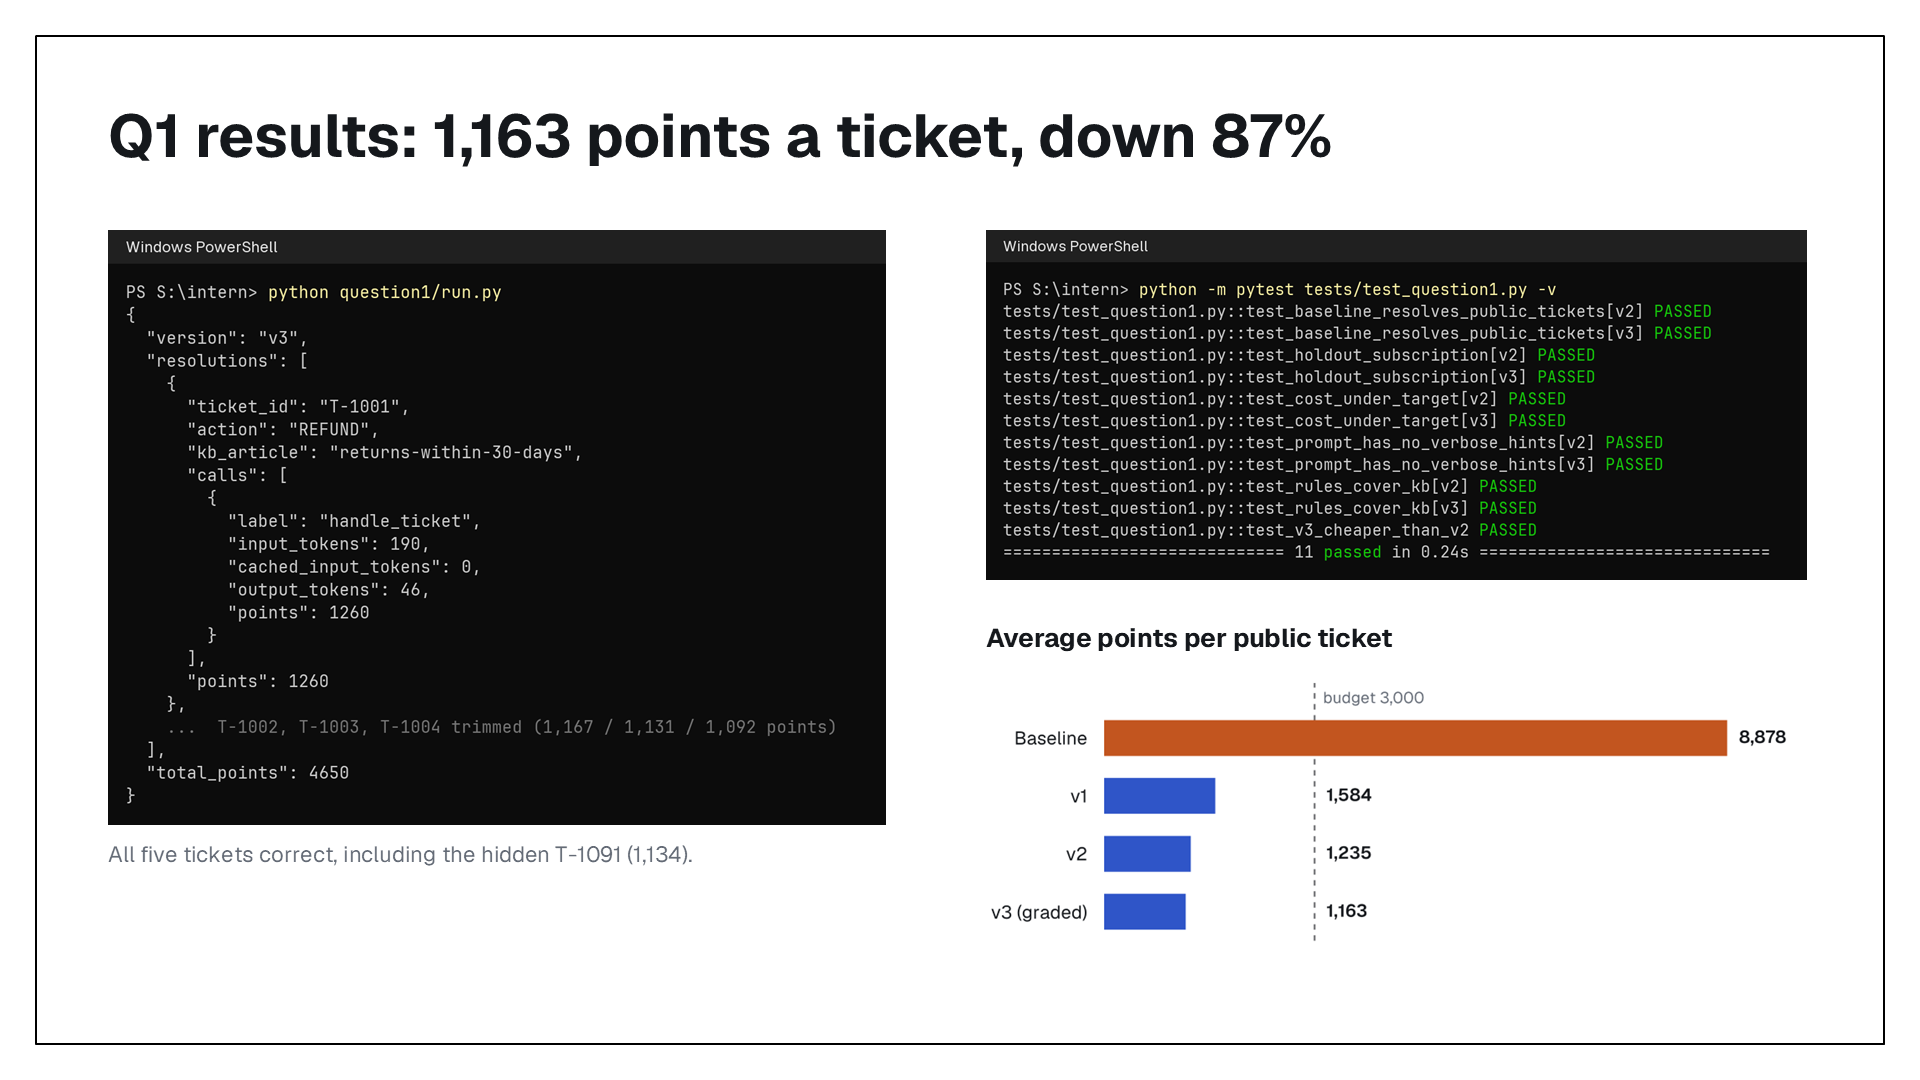 Q1 results: 1,163 points a ticket, down 87%
Windows PowerShell
PS S:\intern> python question1/run.py
{
  "version": "v3",
  "resolutions": [
    {
      "ticket_id": "T-1001",
      "action": "REFUND",
      "kb_article": "returns-within-30-days",
      "calls": [
        {
          "label": "handle_ticket",
          "input_tokens": 190,
          "cached_input_tokens": 0,
          "output_tokens": 46,
          "points": 1260
        }
      ],
      "points": 1260
    },
    ...  T-1002, T-1003, T-1004 trimmed (1,167 / 1,131 / 1,092 points)
  ],
  "total_points": 4650
}
All five tickets correct, including the hidden T-1091 (1,134).
Windows PowerShell
PS S:\intern> python -m pytest tests/test_question1.py -v
tests/test_question1.py::test_baseline_resolves_public_tickets[v2] PASSED
tests/test_question1.py::test_baseline_resolves_public_tickets[v3] PASSED
tests/test_question1.py::test_holdout_subscription[v2] PASSED
tests/test_question1.py::test_holdout_subscription[v3] PASSED
tests/test_question1.py::test_cost_under_target[v2] PASSED
tests/test_question1.py::test_cost_under_target[v3] PASSED
tests/test_question1.py::test_prompt_has_no_verbose_hints[v2] PASSED
tests/test_question1.py::test_prompt_has_no_verbose_hints[v3] PASSED
tests/test_question1.py::test_rules_cover_kb[v2] PASSED
tests/test_question1.py::test_rules_cover_kb[v3] PASSED
tests/test_question1.py::test_v3_cheaper_than_v2 PASSED
============================= 11 passed in 0.24s ==============================
Average points per public ticket
budget 3,000
Baseline 8,878
v1 1,584
v2 1,235
v3 (graded) 1,163